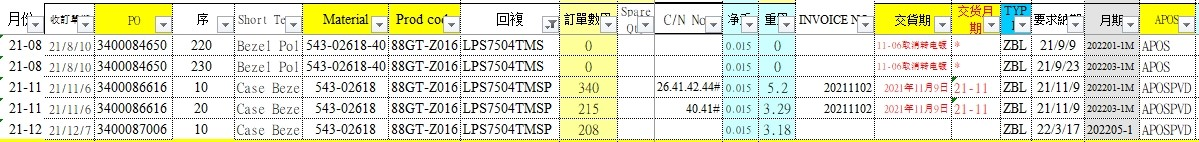 月份 收訂單 PO 序 Short Te Material Prod cod 回複 訂單數 Spare Qt C/N No 淨 重 INVOICE NO 交貨期 交货月期 TYP 要求納期 月期 APOS
21-08 21/8/10 3400084650 220 Bezel Pol 543-02618-40 88GT-Z016 LPS7504TMS 0 0.015 0 11-06取消转电镀 * ZBL 21/9/9 202201-1M APOS
21-08 21/8/10 3400084650 230 Bezel Pol 543-02618-40 88GT-Z016 LPS7504TMS 0 0.015 0 11-06取消转电镀 * ZBL 21/9/23 202203-1M APOS
21-11 21/11/6 3400086616 10 Case Beze 543-02618 88GT-Z016 LPS7504TMSP 340 26.41.42.44# 0.015 5.2 20211102 2021年11月9日 21-11 ZBL 21/11/9 202201-1M APOSPVD
21-11 21/11/6 3400086616 20 Case Beze 543-02618 88GT-Z016 LPS7504TMSP 215 40.41# 0.015 3.29 20211102 2021年11月9日 21-11 ZBL 21/11/9 202203-1M APOSPVD
21-12 21/12/7 3400087006 10 Case Beze 543-02618 88GT-Z016 LPS7504TMSP 208 0.015 3.18 ZBL 22/3/17 202205-1 APOSPVD